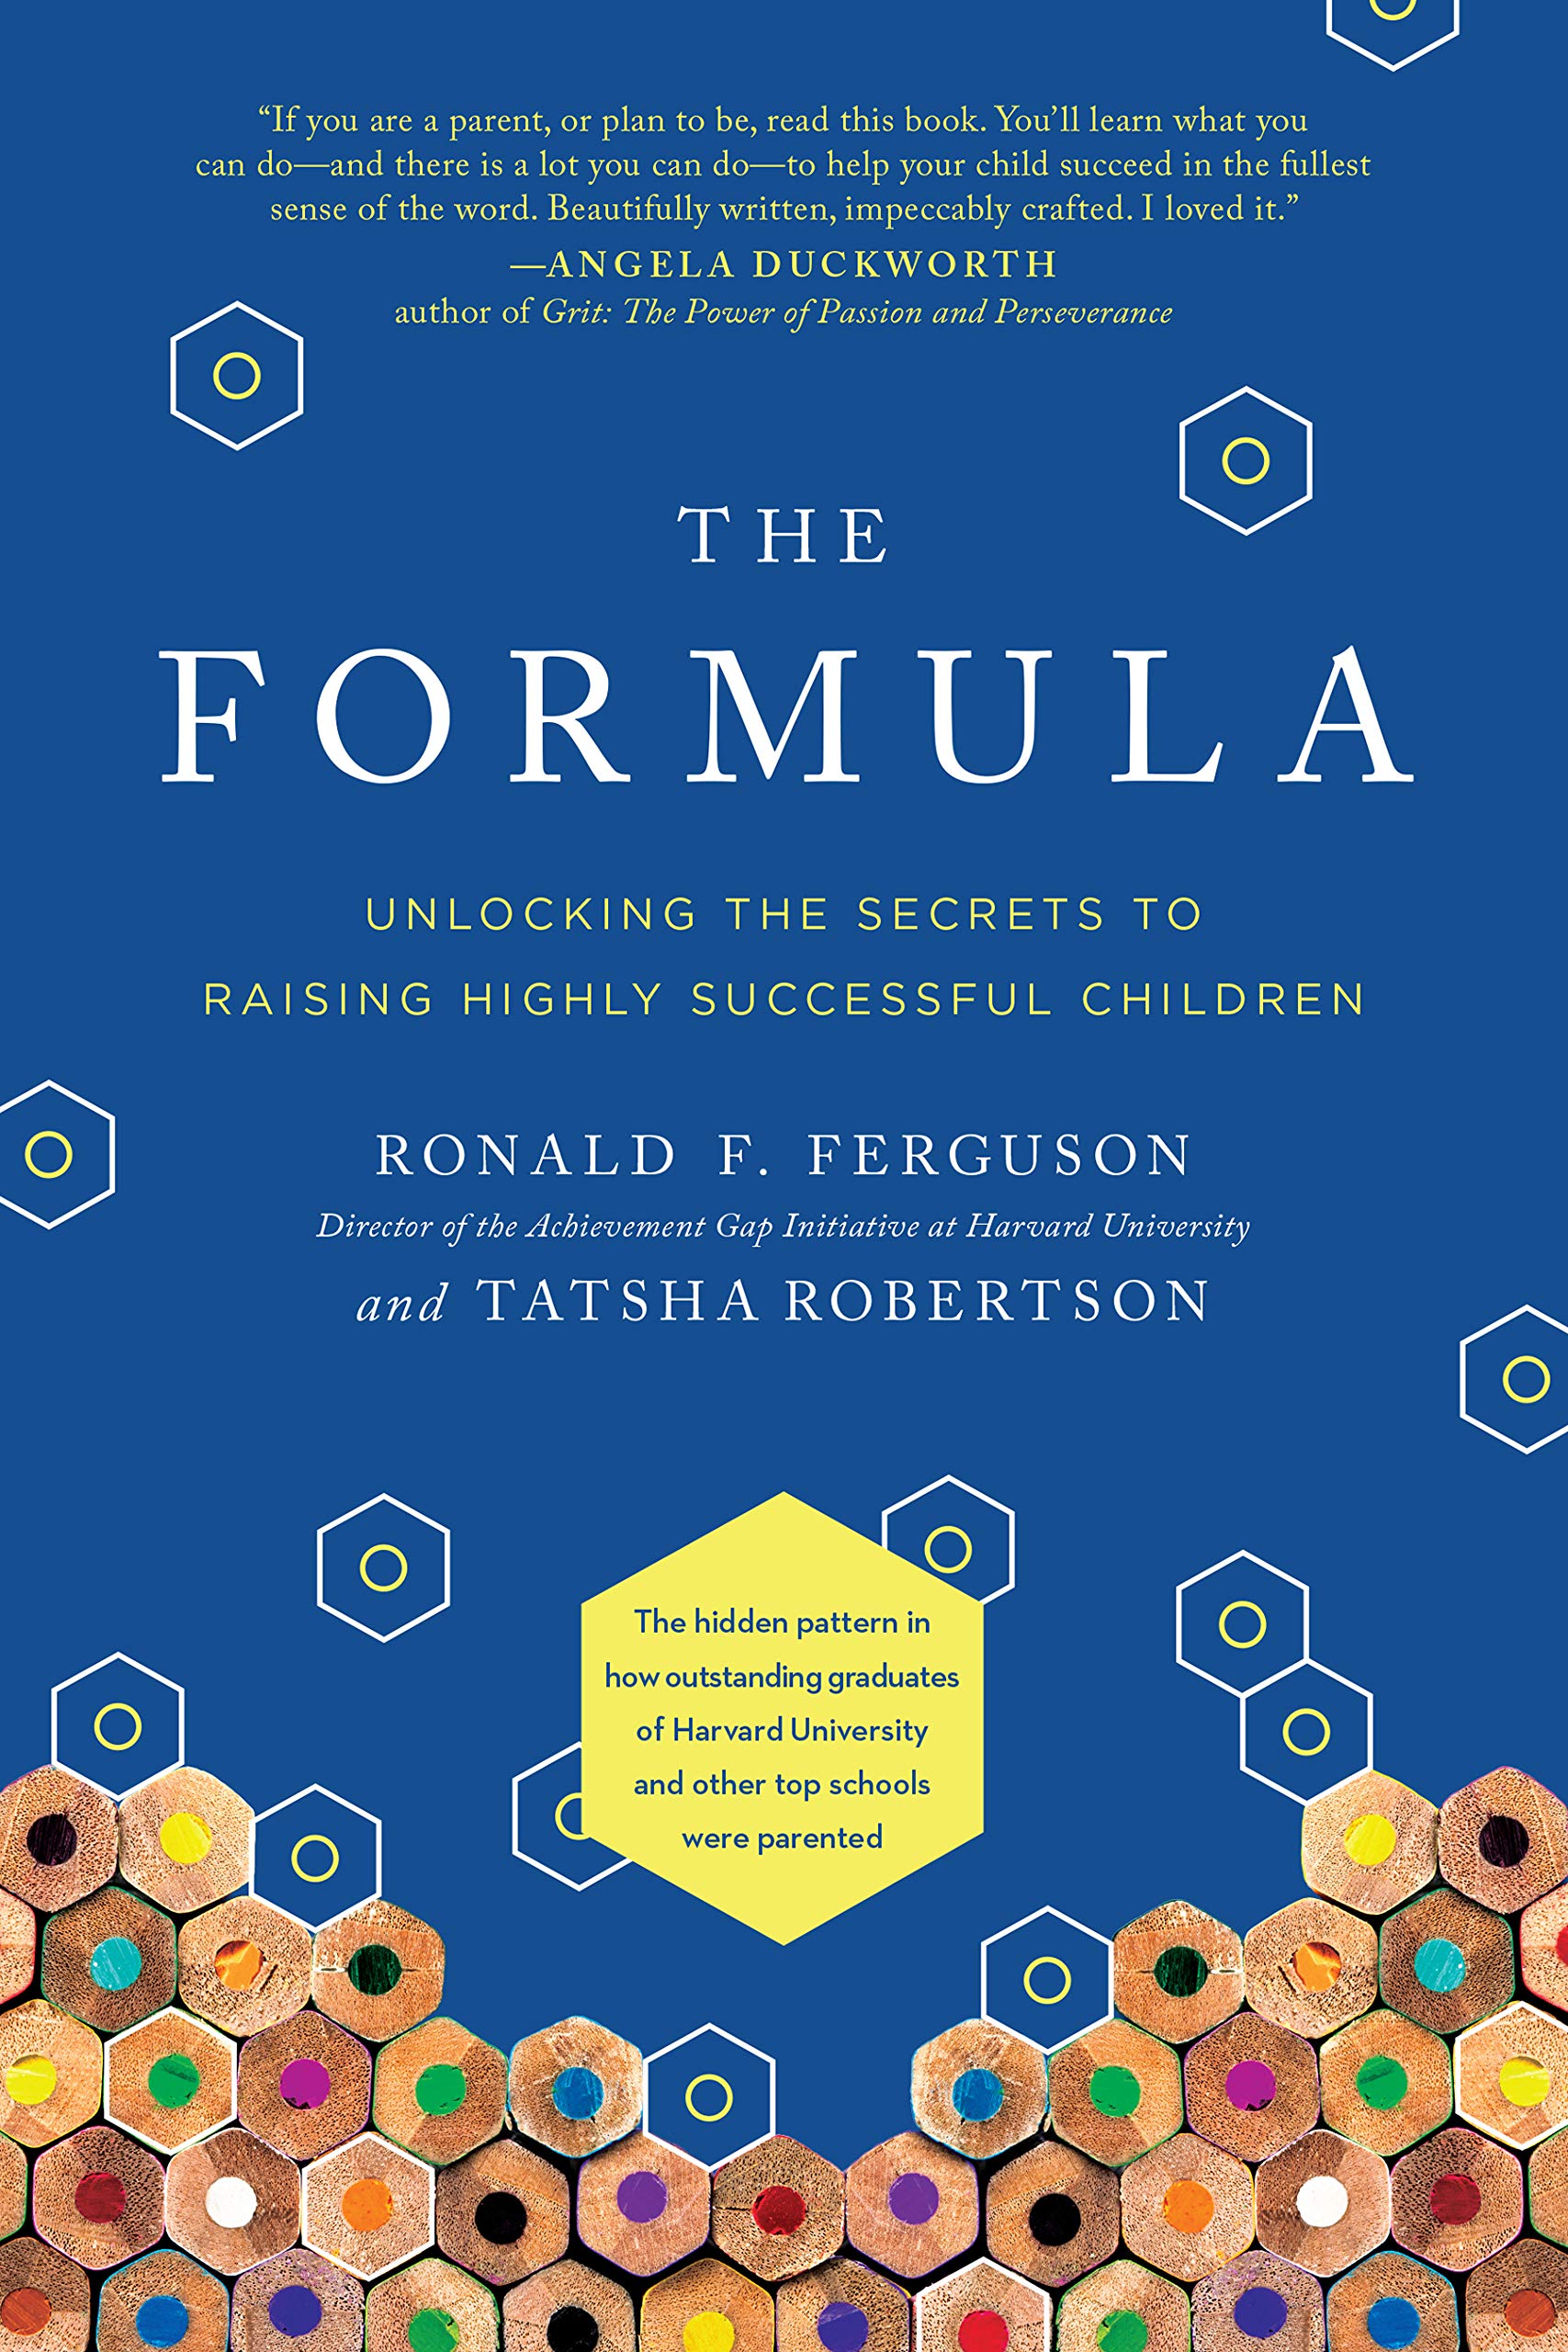 “If you are a parent, or plan to be, read this book. You’ll learn what you
can do—and there is a lot you can do—to help your child succeed in the fullest
sense of the word. Beautifully written, impeccably crafted. I loved it.”
—ANGELA DUCKWORTH
author of Grit: The Power of Passion and Perseverance
THE
FORMULA
UNLOCKING THE SECRETS TO
RAISING HIGHLY SUCCESSFUL CHILDREN
RONALD F. FERGUSON
Director of the Achievement Gap Initiative at Harvard University
and TATSHA ROBERTSON
The hidden pattern in
how outstanding graduates
of Harvard University
and other top schools
were parented